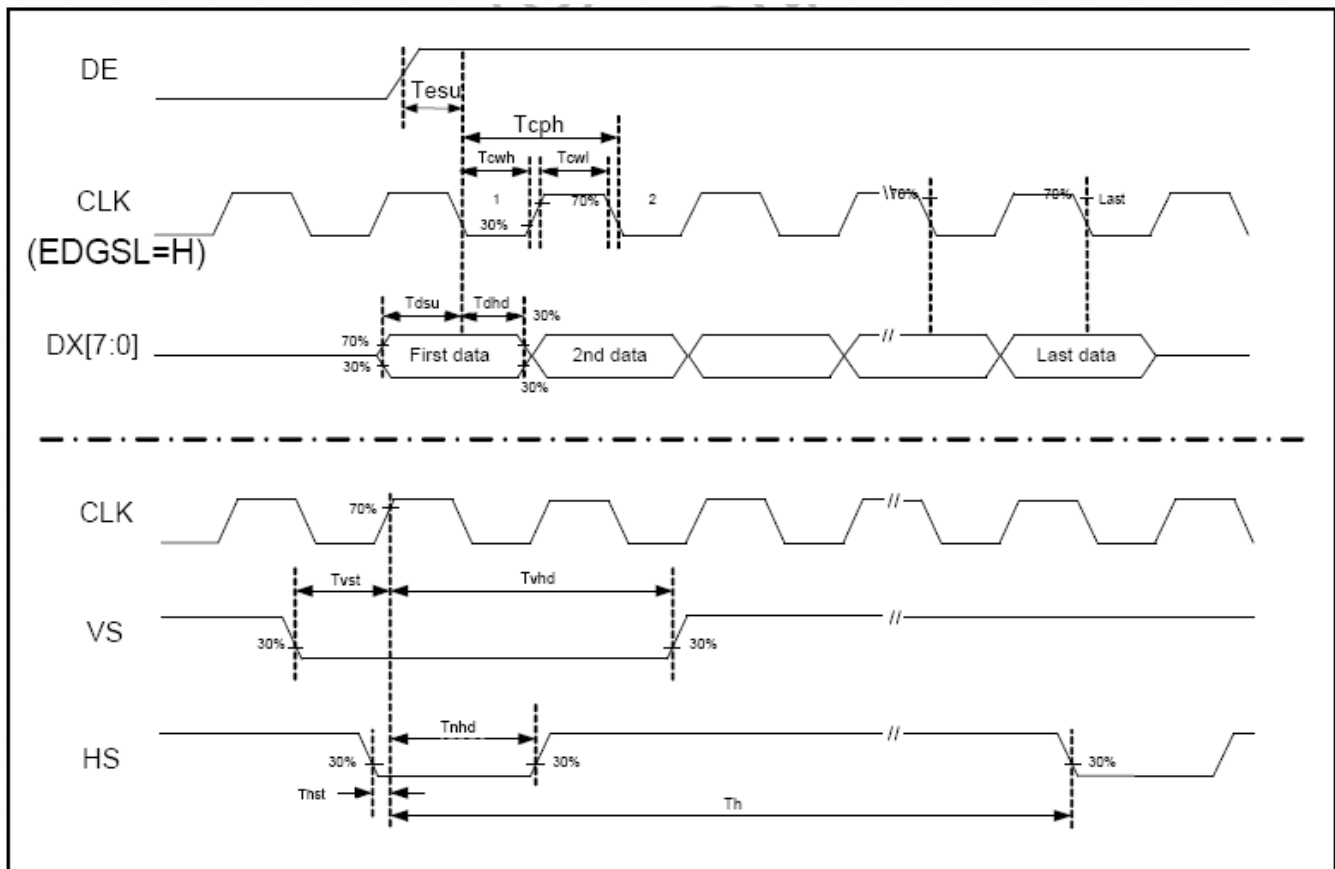 DE
Tesu
Tcph
Tcwh
Tcwl
CLK
1
70%
2
70%
70%
Last
30%
(EDGSL=H)
Tdsu
Tdhd
30%
DX[7:0]
70%
First data
2nd data
//
Last data
30%
30%
CLK
70%
//
Tvst
Tvhd
VS
30%
30%
//
Tnhd
HS
30%
30%
//
30%
Thst
Th